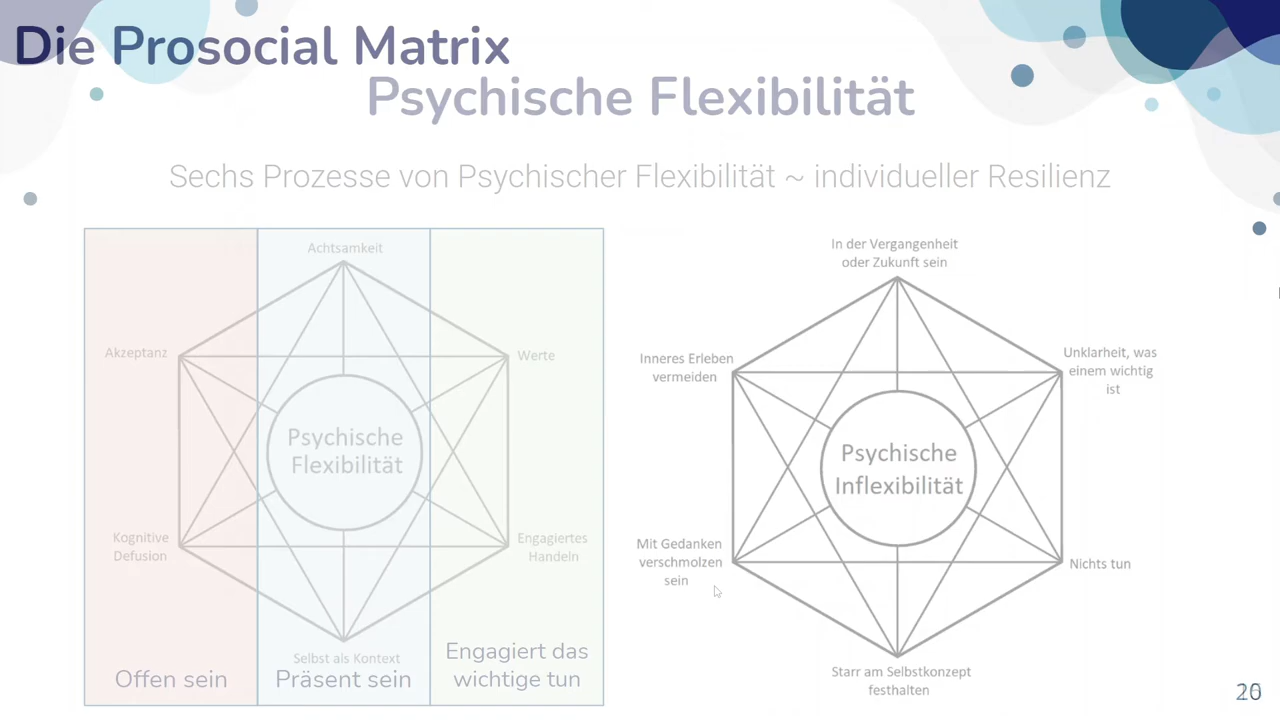 Die Prosocial Matrix
Psychische Flexibilität
Sechs Prozesse von Psychischer Flexibilität ~ individueller Resilienz
Achtsamkeit
Akzeptanz
Werte
Psychische
Flexibilität
Kognitive
Defusion
Engagiertes
Handeln
Selbst als Kontext
Offen sein
Präsent sein
Engagiert das
wichtige tun
In der Vergangenheit
oder Zukunft sein
Inneres Erleben
vermeiden
Unklarheit, was
einem wichtig
ist
Psychische
Inflexibilität
Mit Gedanken
verschmolzen
sein
Nichts tun
Starr am Selbstkonzept
festhalten